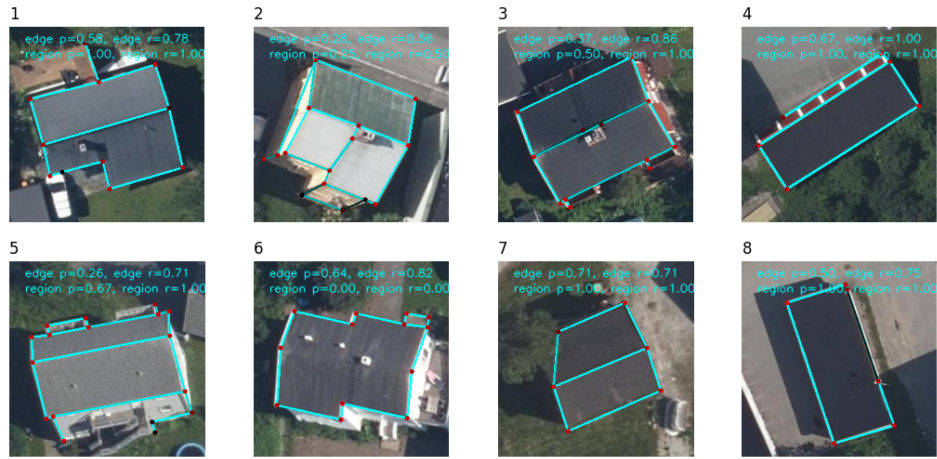 1
edge p=0.58, edge r=0.78
region p=1.00, region r=1.00
2
edge p=0.28, edge r=0.56
region p=0.25, region r=0.50
3
edge p=0.37, edge r=0.86
region p=0.50, region r=1.00
4
edge p=0.67, edge r=1.00
region p=1.00, region r=1.00
5
edge p=0.26, edge r=0.71
region p=0.67, region r=1.00
6
edge p=0.64, edge r=0.82
region p=0.00, region r=0.00
7
edge p=0.71, edge r=0.71
region p=1.00, region r=1.00
8
edge p=0.50, edge r=0.75
region p=1.00, region r=1.00